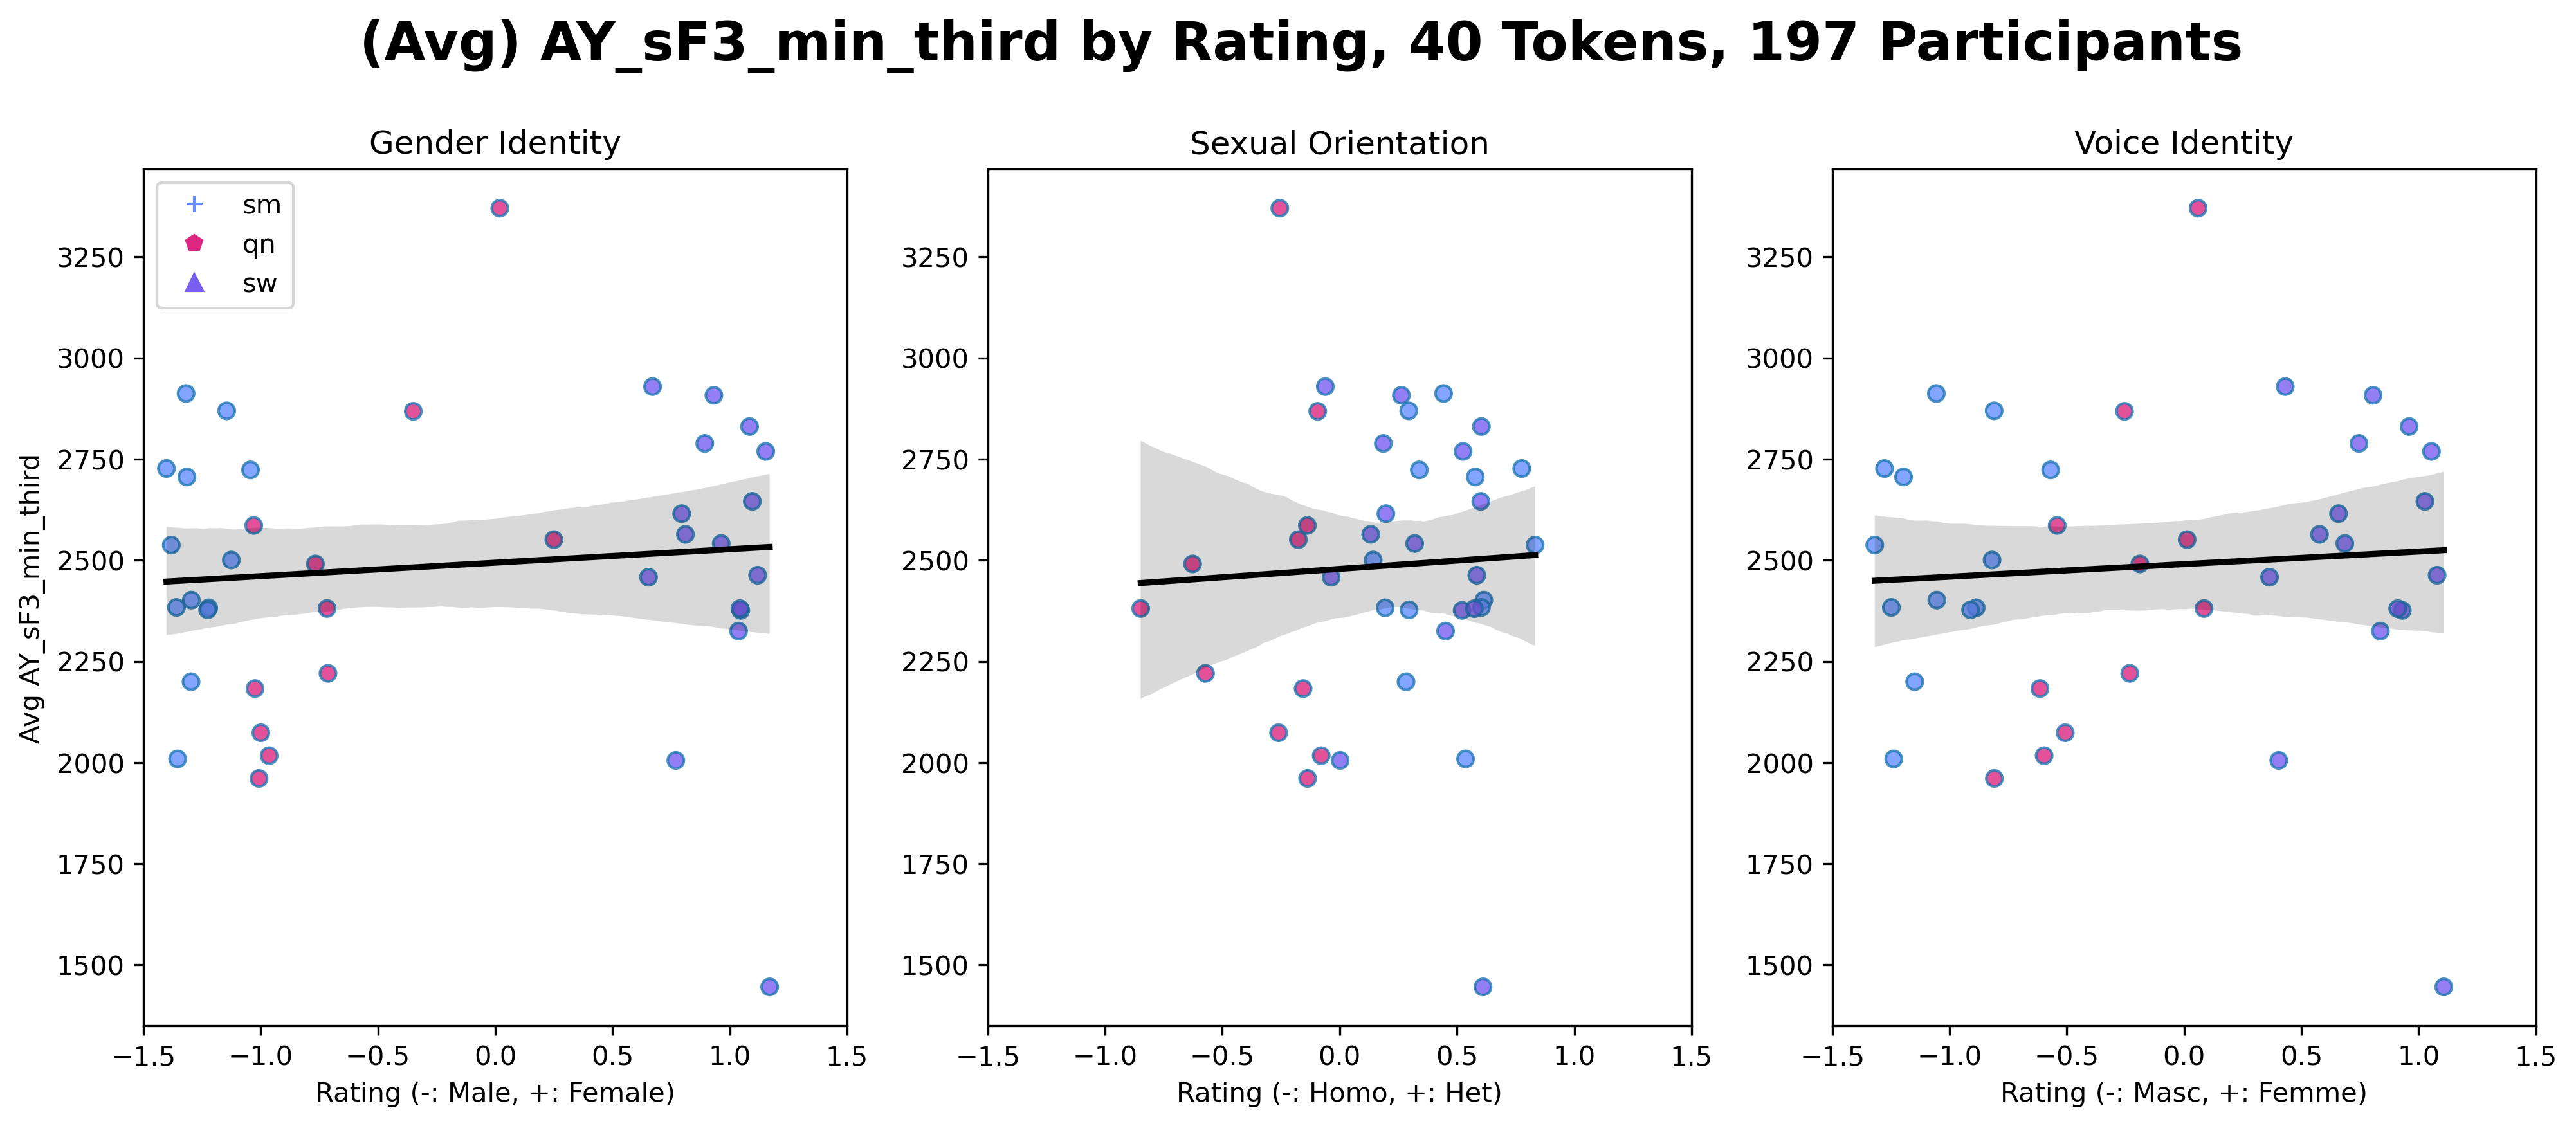 (Avg) AY_sF3_min_third by Rating, 40 Tokens, 197 Participants
Gender Identity
sm
qn
sw
3250
3000
2750
2500
2250
2000
1750
1500
Avg AY_sF3_min_third
−1.5 −1.0 −0.5 0.0 0.5 1.0 1.5
Rating (-: Male, +: Female)
Sexual Orientation
3250
3000
2750
2500
2250
2000
1750
1500
−1.5 −1.0 −0.5 0.0 0.5 1.0 1.5
Rating (-: Homo, +: Het)
Voice Identity
3250
3000
2750
2500
2250
2000
1750
1500
−1.5 −1.0 −0.5 0.0 0.5 1.0 1.5
Rating (-: Masc, +: Femme)